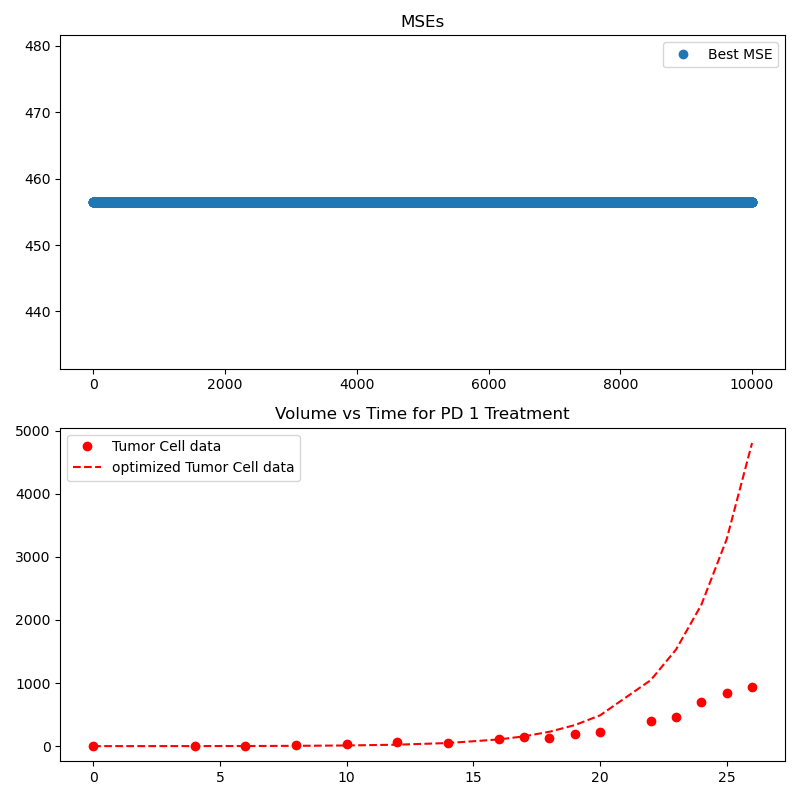 MSEs
480
470
460
450
440
Best MSE
0 2000 4000 6000 8000 10000
Volume vs Time for PD 1 Treatment
5000
4000
3000
2000
1000
0
Tumor Cell data
optimized Tumor Cell data
0 5 10 15 20 25